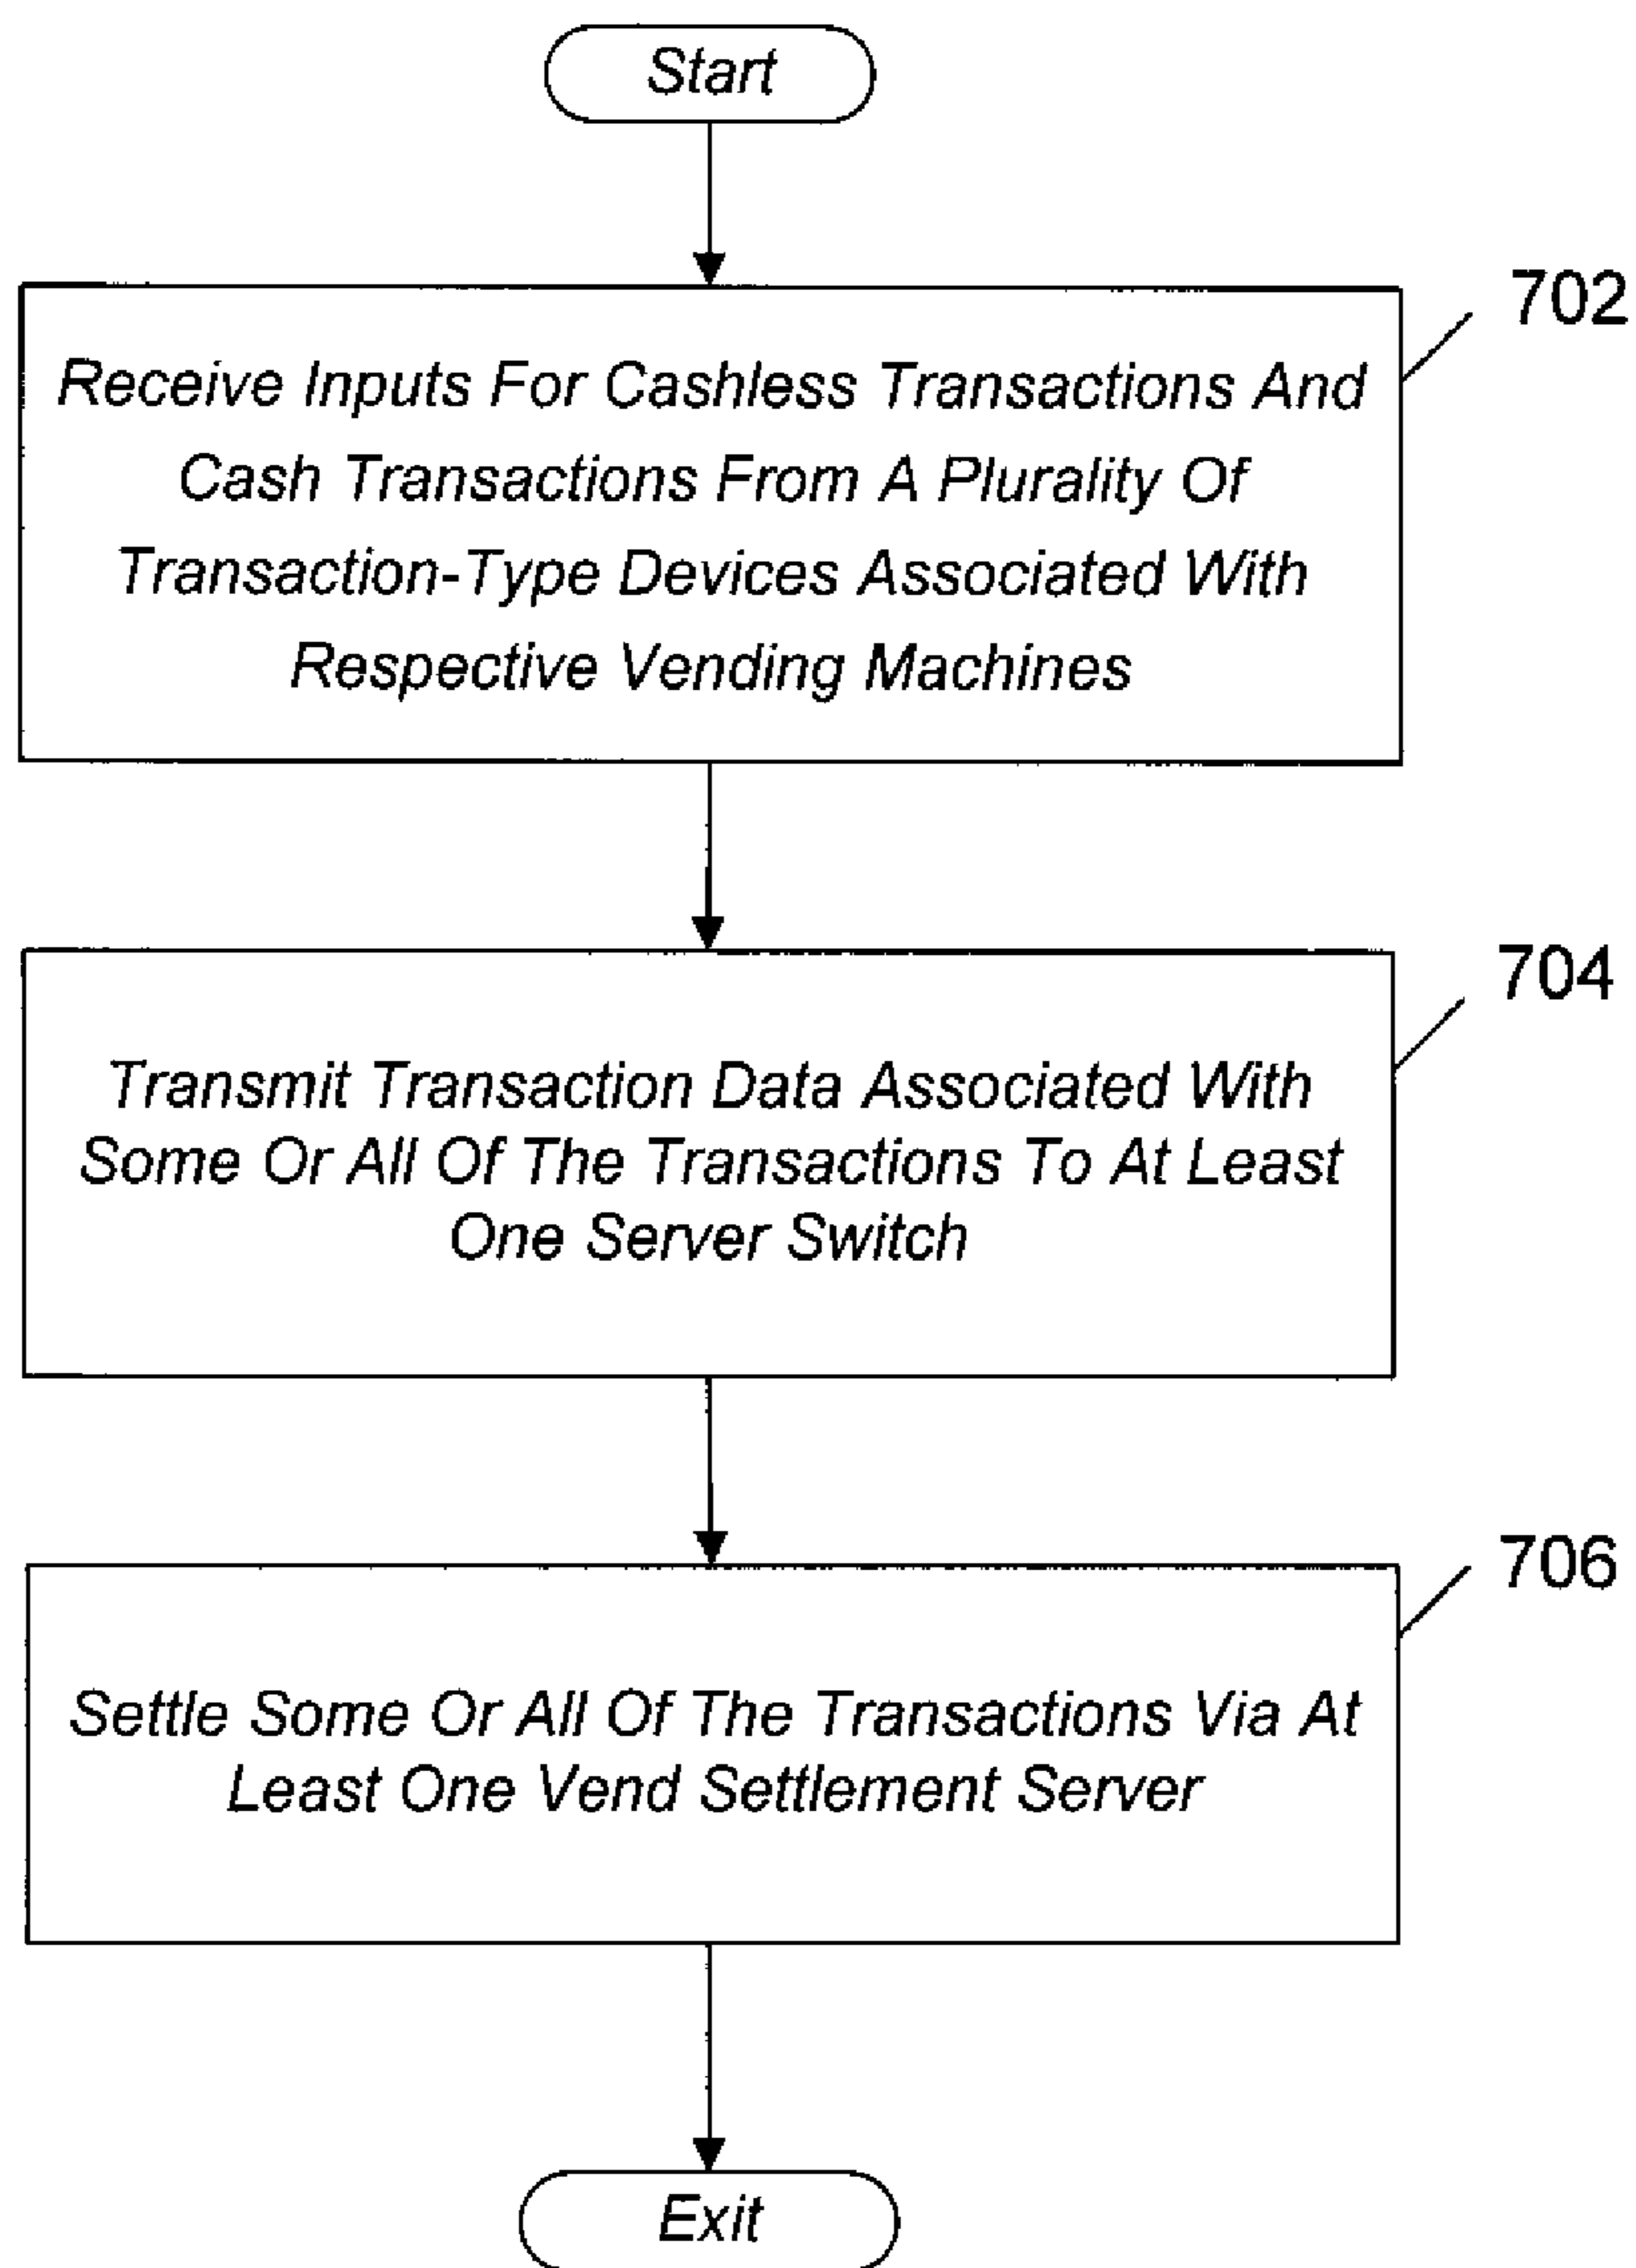 Start
702
Receive Inputs For Cashless Transactions And
Cash Transactions From A Plurality Of
Transaction-Type Devices Associated With
Respective Vending Machines
704
Transmit Transaction Data Associated With
Some Or All Of The Transactions To At Least
One Server Switch
706
Settle Some Or All Of The Transactions Via At
Least One Vend Settlement Server
Exit